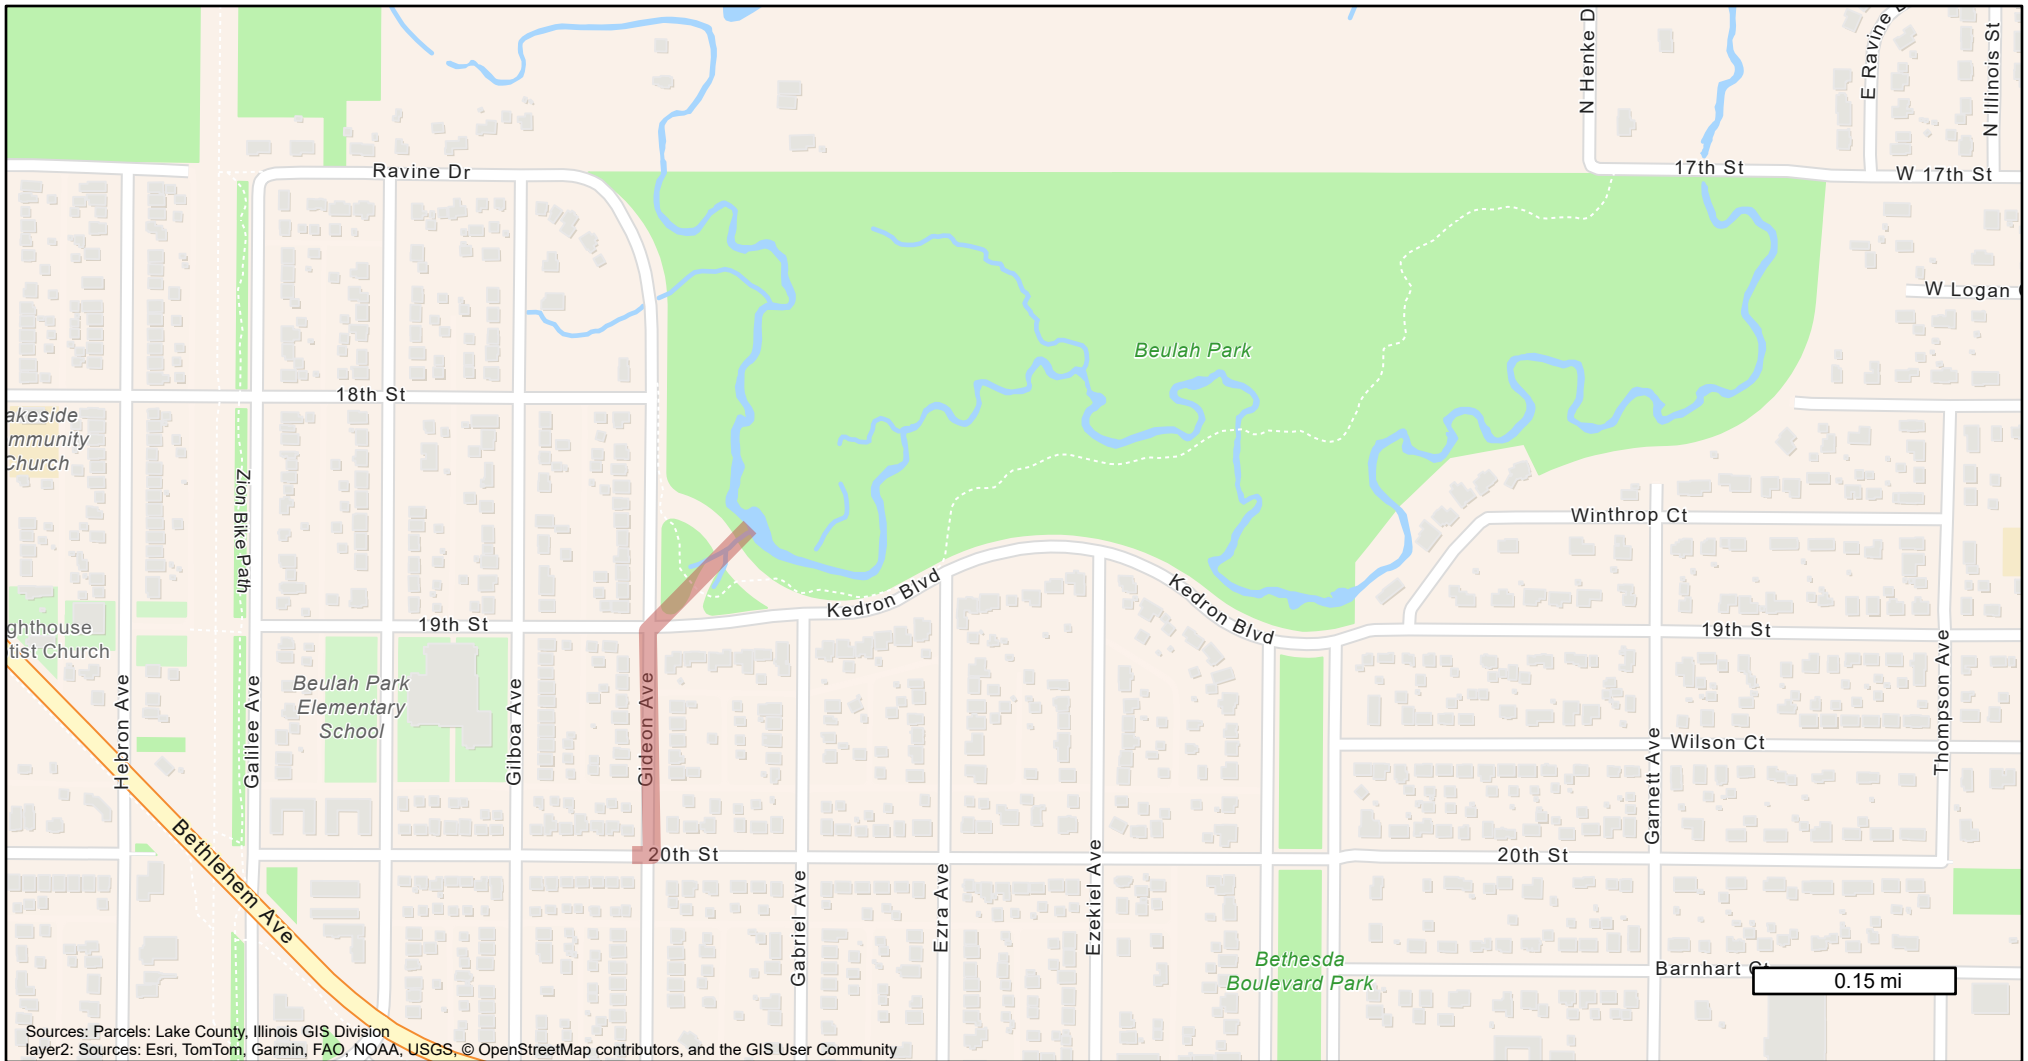 N Henke D
E Ravine D
N Illinois St
Ravine Dr
17th St
W 17th St
W Logan
Beulah Park
18th St
akeside
mmunity
Church
Zion Bike Path
Winthrop Ct
Kedron Blvd
Kedron Blvd
ghthouse
tist Church
19th St
19th St
Hebron Ave
Galilee Ave
Beulah Park
Elementary
School
Gilboa Ave
Gideon Ave
Thompson Ave
Wilson Ct
Garnett Ave
Bethlehem Ave
20th St
20th St
Gabriel Ave
Ezra Ave
Ezekiel Ave
Bethesda
Boulevard Park
Barnhart Ct
0.15 mi
Sources: Parcels: Lake County, Illinois GIS Division
layer2: Sources: Esri, TomTom, Garmin, FAO, NOAA, USGS, © OpenStreetMap contributors, and the GIS User Community